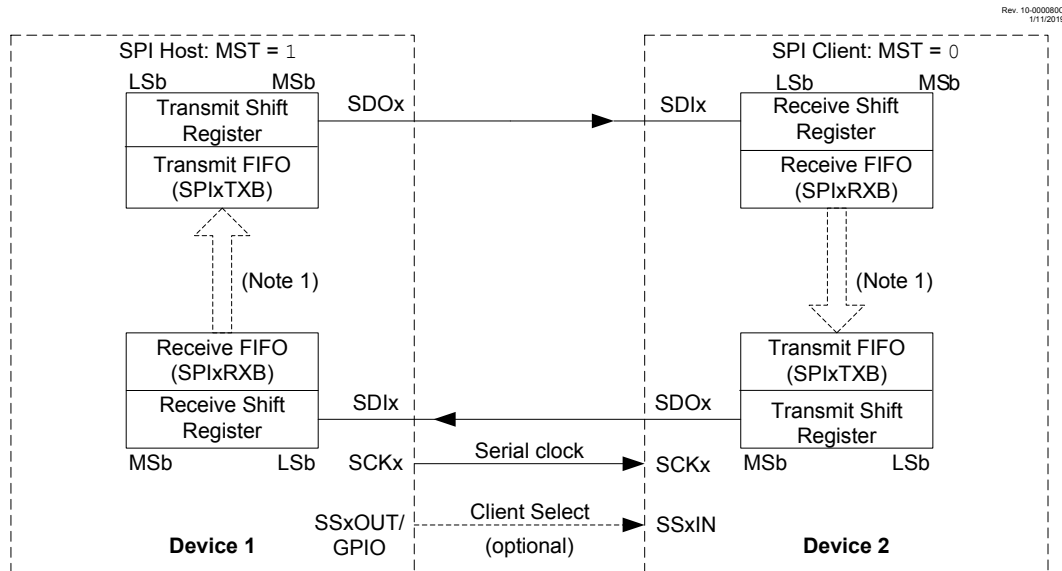 Rev. 10-000080C
1/11/2019
SPI Host: MST = 1
LSb MSb
Transmit Shift
Register
Transmit FIFO
(SPIxTXB)
SDOx
(Note 1)
Receive FIFO
(SPIxRXB)
Receive Shift
Register
MSb LSb
SDIx
SCKx
SSxOUT/
GPIO
Device 1
Serial clock
Client Select
(optional)
SPI Client: MST = 0
LSb MSb
SDIx
Receive Shift
Register
Receive FIFO
(SPIxRXB)
(Note 1)
Transmit FIFO
(SPIxTXB)
Transmit Shift
Register
MSb LSb
SDOx
SCKx
SSxIN
Device 2